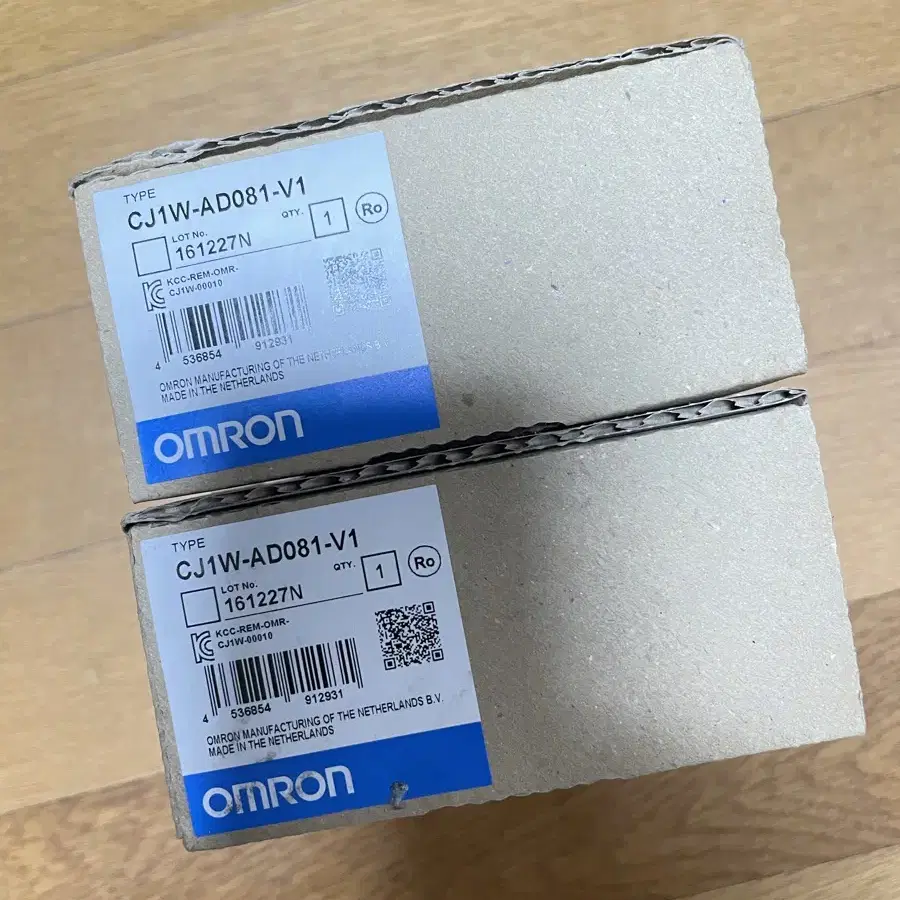 TYPE
CJ1W-AD081-V1
LOT No.
161227N
QTY.
1
Ro
KCC-REM-OMR-
CJ1W-00010
4 536854 912931
OMRON MANUFACTURING OF THE NETHERLANDS B.V.
MADE IN THE NETHERLANDS
OMRON
TYPE
CJ1W-AD081-V1
LOT No.
161227N
QTY.
1
Ro
KCC-REM-OMR-
CJ1W-00010
4 536854 912931
OMRON MANUFACTURING OF THE NETHERLANDS B.V.
MADE IN THE NETHERLANDS
OMRON